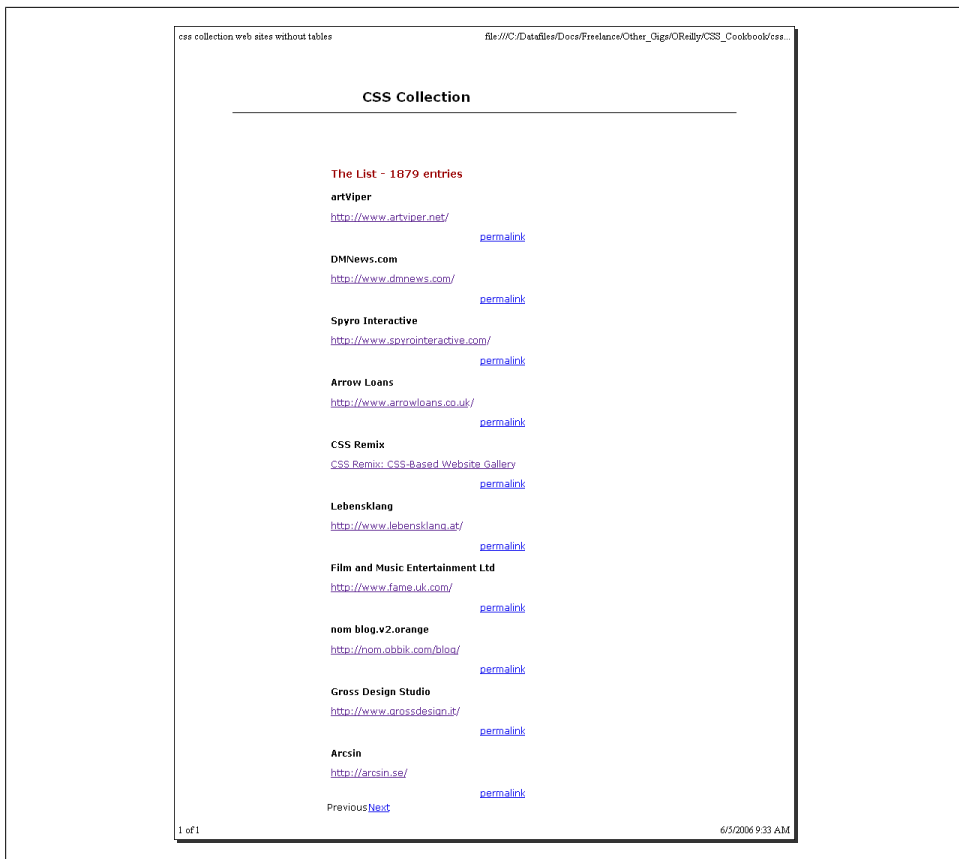 css collection web sites without tables file:///C:/Datafiles/Docs/Freelance/Other_Gigs/OReilly/CSS_Cookbook/css...
CSS Collection
The List - 1879 entries
artViper
http://www.artviper.net/
permalink
DMNews.com
http://www.dmnews.com/
permalink
Spyro Interactive
http://www.spyrointeractive.com/
permalink
Arrow Loans
http://www.arrowloans.co.uk/
permalink
CSS Remix
CSS Remix: CSS-Based Website Gallery
permalink
Lebensklang
http://www.lebensklang.at/
permalink
Film and Music Entertainment Ltd
http://www.fame.uk.com/
permalink
nom blog.v2.orange
http://nom.obbik.com/blog/
permalink
Gross Design Studio
http://www.grossdesign.it/
permalink
Arcsin
http://arcsin.se/
permalink
PreviousNext
1 of 1 6/5/2006 9:33 AM